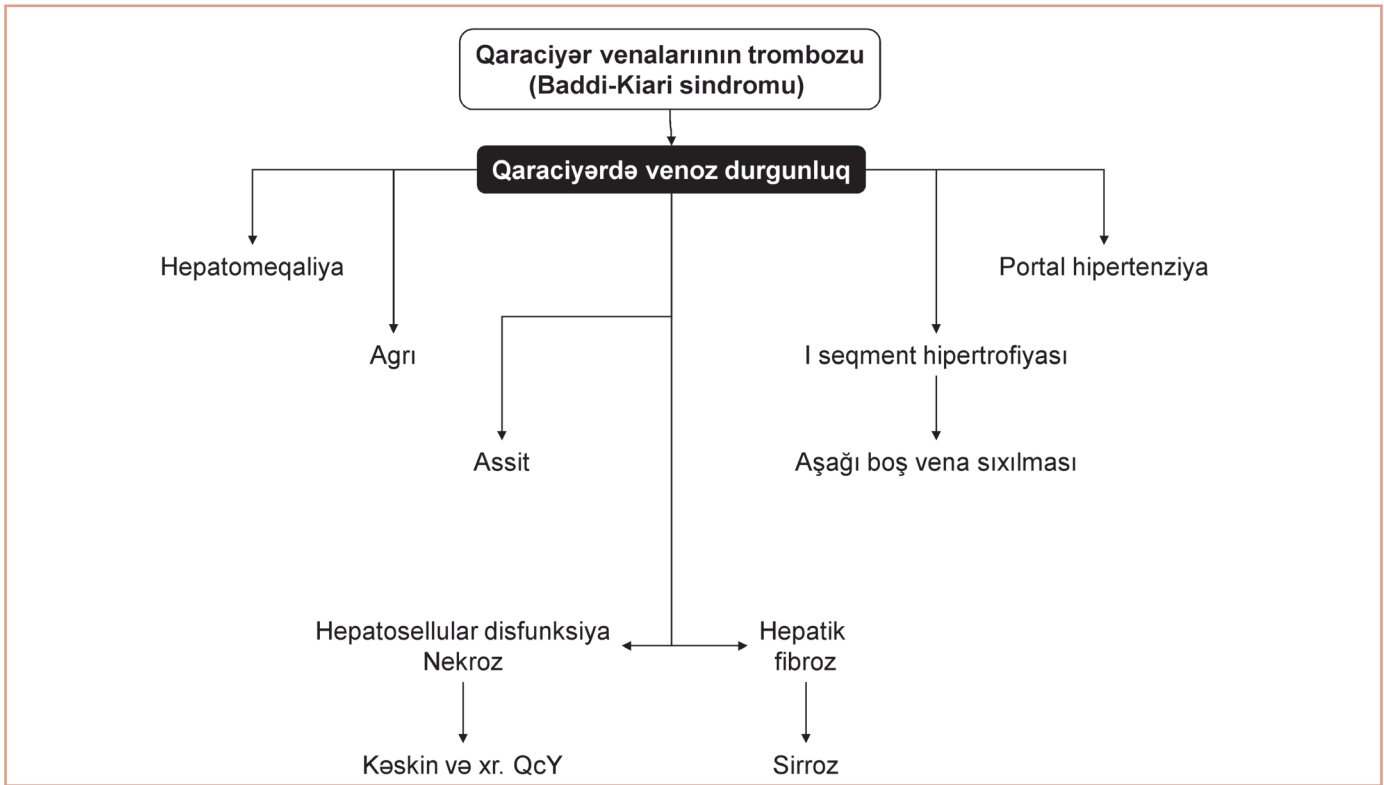 Qaraciyər venalarıının trombozu
(Baddi-Kiari sindromu)
Qaraciyərdə venoz durgunluq
Hepatomeqaliya
Portal hipertenziya
Agrı
I seqment hipertrofiyası
Assit
Aşağı boş vena sıxılması
Hepatosellular disfunksiya
Nekroz
Hepatik
fibroz
Kəskin və xr. QcY
Sirroz